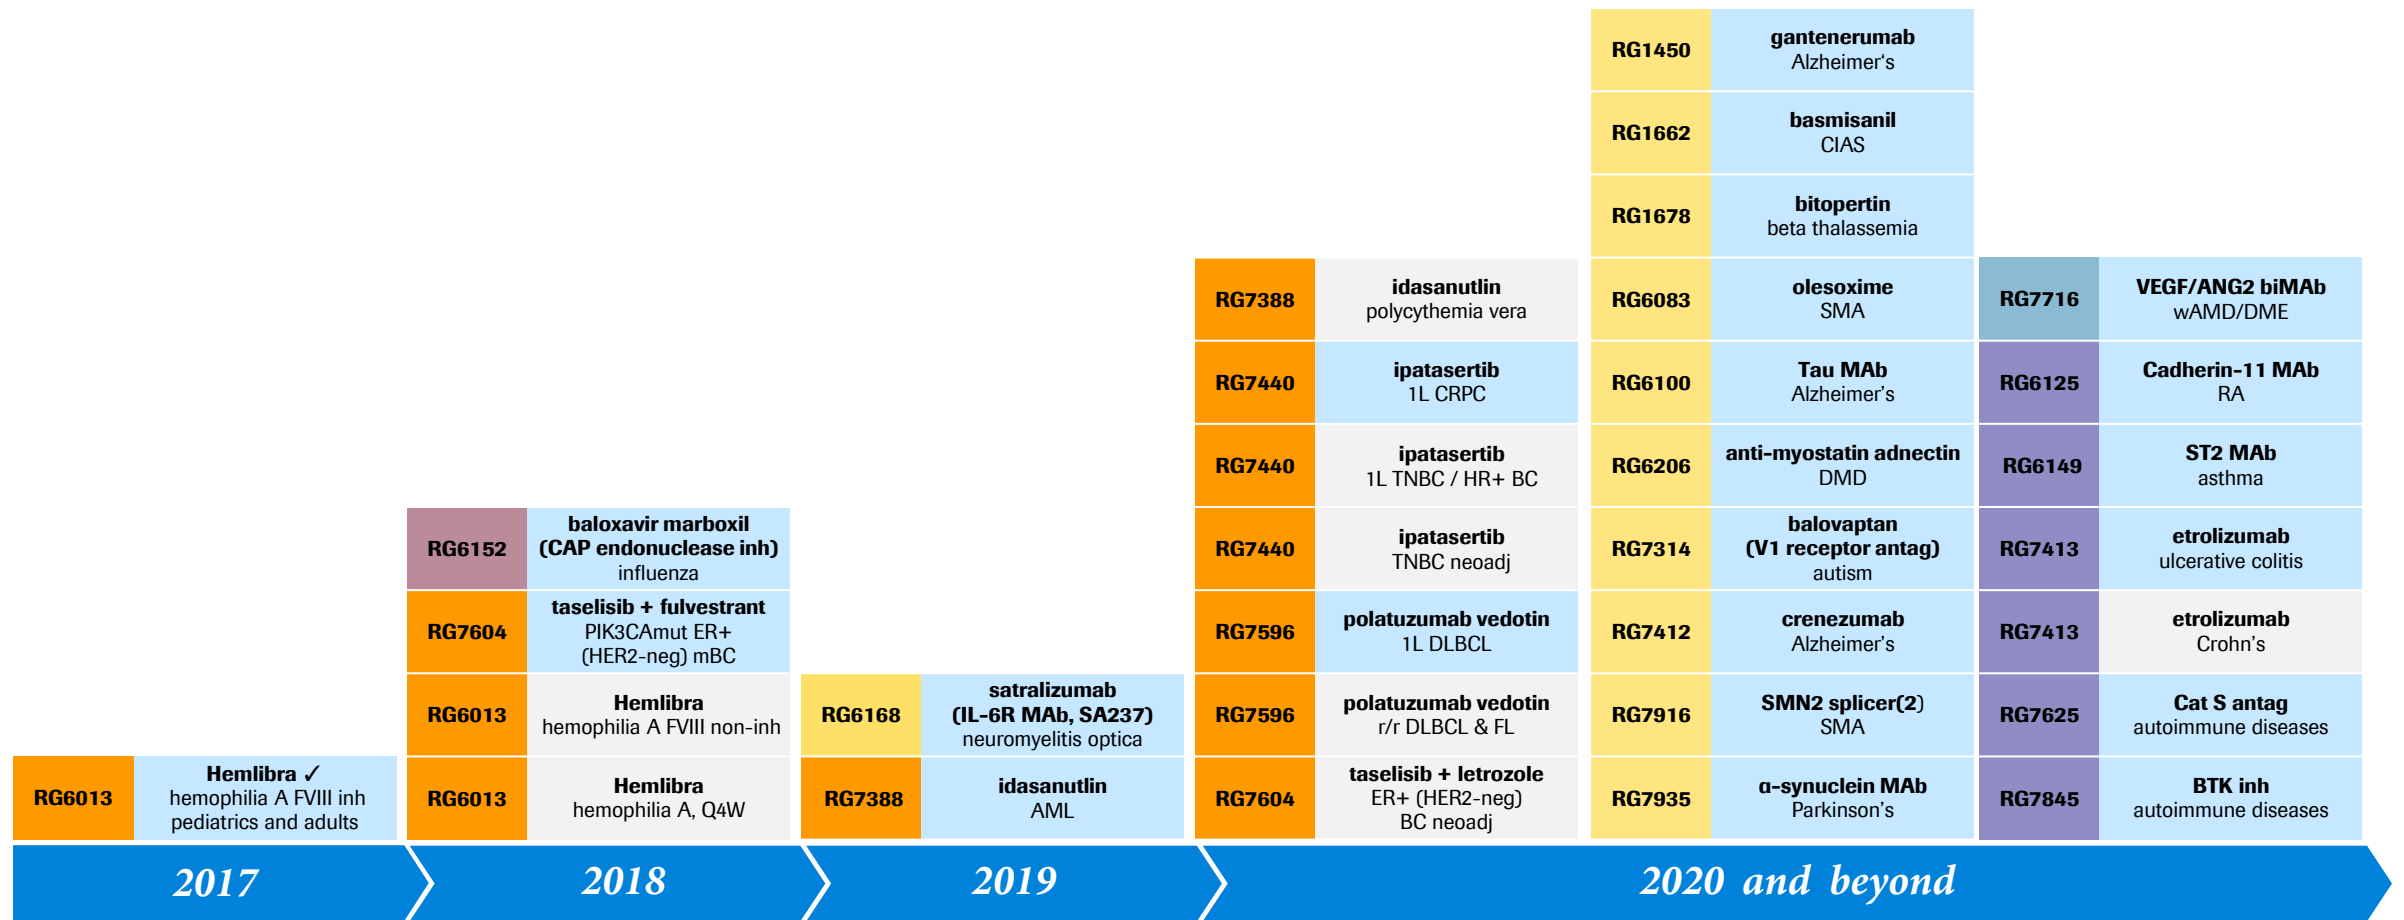 RG6013
Hemlibra ✓
hemophilia A FVIII inh
pediatrics and adults
RG6152
baloxavir marboxil
(CAP endonuclease inh)
influenza
RG7604
taselisib + fulvestrant
PIK3CAmut ER+
(HER2-neg) mBC
RG6013
Hemlibra
hemophilia A FVIII non-inh
RG6013
Hemlibra
hemophilia A, Q4W
RG6168
satralizumab
(IL-6R MAb, SA237)
neuromyelitis optica
RG7388
idasanutlin
AML
RG7388
idasanutlin
polycythemia vera
RG7440
ipatasertib
1L CRPC
RG7440
ipatasertib
1L TNBC / HR+ BC
RG7440
ipatasertib
TNBC neoadj
RG7596
polatuzumab vedotin
1L DLBCL
RG7596
polatuzumab vedotin
r/r DLBCL & FL
RG7604
taselisib + letrozole
ER+ (HER2-neg)
BC neoadj
RG1450
gantenerumab
Alzheimer‘s
RG1662
basmisanil
CIAS
RG1678
bitopertin
beta thalassemia
RG6083
olesoxime
SMA
RG6100
Tau MAb
Alzheimer’s
RG6206
anti-myostatin adnectin
DMD
RG7314
balovaptan
(V1 receptor antag)
autism
RG7412
crenezumab
Alzheimer’s
RG7916
SMN2 splicer(2)
SMA
RG7935
α-synuclein MAb
Parkinson’s
RG7716
VEGF/ANG2 biMAb
wAMD/DME
RG6125
Cadherin-11 MAb
RA
RG6149
ST2 MAb
asthma
RG7413
etrolizumab
ulcerative colitis
RG7413
etrolizumab
Crohn’s
RG7625
Cat S antag
autoimmune diseases
RG7845
BTK inh
autoimmune diseases
2017
2018
2019
2020 and beyond